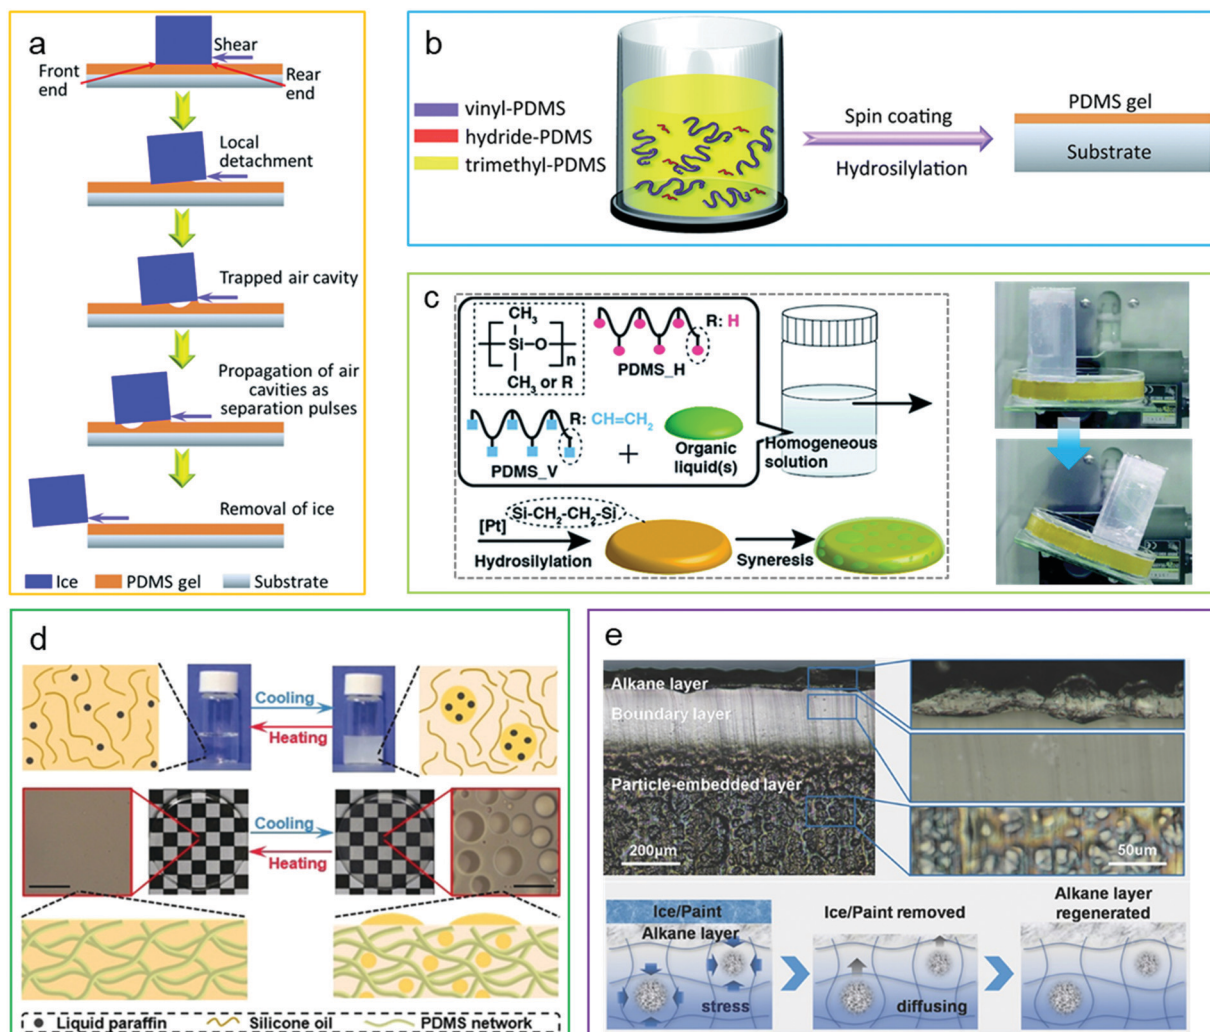 a
Shear
Front
end
Rear
end
Local
detachment
Trapped air cavity
Propagation of air
cavities as
separation pulses
Removal of ice
Ice
PDMS gel
Substrate
b
vinyl-PDMS
hydride-PDMS
trimethyl-PDMS
Spin coating
Hydrosilylation
PDMS gel
Substrate
c
CH3
Si
O
n
CH3 or R
R: H
PDMS_H
R: CH=CH2
PDMS_V
+
Organic
liquid(s)
Homogeneous
solution
Si-CH2-CH2-Si
[Pt]
Hydrosilylation
Syneresis
d
Cooling
Heating
Cooling
Heating
Liquid paraffin
Silicone oil
PDMS network
e
Alkane layer
Boundary layer
Particle-embedded layer
200μm
50um
Ice/Paint
Alkane layer
stress
Ice/Paint removed
diffusing
Alkane layer
regenerated